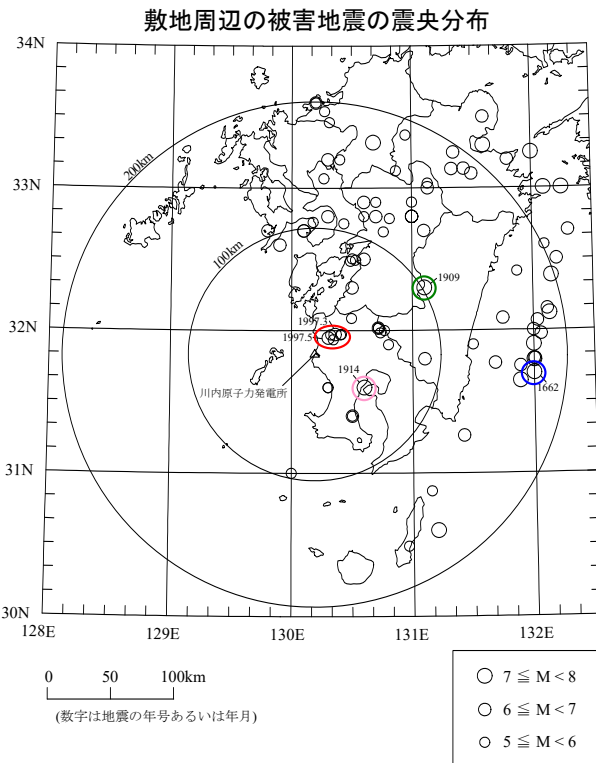 敷地周辺の被害地震の震央分布
34N
200km
33N
100km
1909
1997.3
32N
1997.5
1914
川内原子力発電所
1662
31N
30N
128E
129E
130E
131E
132E
0 50 100km
(数字は地震の年号あるいは年月)
7 ≦ M < 8
6 ≦ M < 7
5 ≦ M < 6